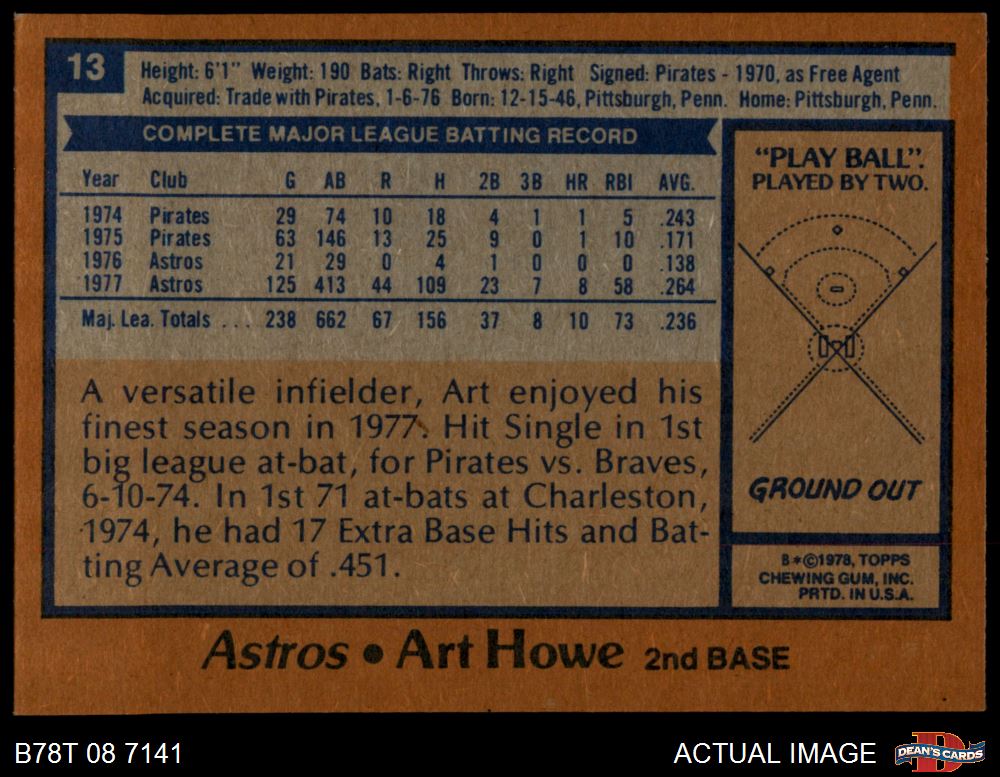 13
Height: 6'1" Weight: 190 Bats: Right Throws: Right Signed: Pirates - 1970, as Free Agent
Acquired: Trade with Pirates, 1-6-76 Born: 12-15-46, Pittsburgh, Penn. Home: Pittsburgh, Penn.
COMPLETE MAJOR LEAGUE BATTING RECORD
Year Club G AB R H 2B 3B HR RBI AVG.
1974 Pirates 29 74 10 18 4 1 1 5 .243
1975 Pirates 63 146 13 25 9 0 1 10 .171
1976 Astros 21 29 0 4 1 0 0 0 .138
1977 Astros 125 413 44 109 23 7 8 58 .264
Maj. Lea. Totals ... 238 662 67 156 37 8 10 73 .236
A versatile infielder, Art enjoyed his
finest season in 1977. Hit Single in 1st
big league at-bat, for Pirates vs. Braves,
6-10-74. In 1st 71 at-bats at Charleston,
1974, he had 17 Extra Base Hits and Bat-
ting Average of .451.
"PLAY BALL".
PLAYED BY TWO.
GROUND OUT
B*©1978, TOPPS
CHEWING GUM, INC.
PRTD. IN U.S.A.
Astros • Art Howe 2nd BASE
B78T 08 7141
ACTUAL IMAGE
D
DEAN'S CARDS